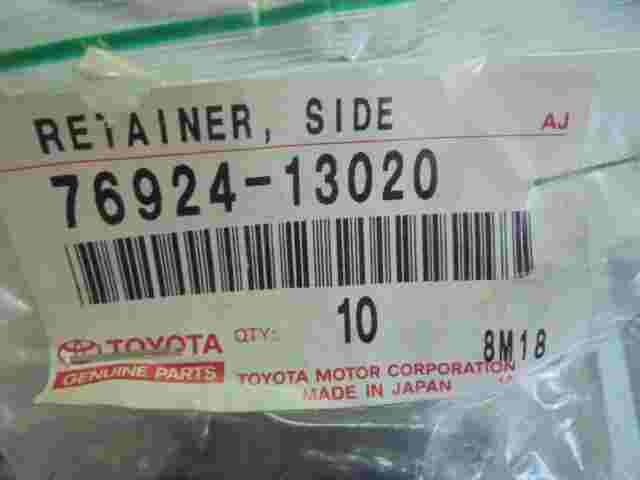 RETAINER, SIDE
AJ
76924-13020
TOYOTA
QTY: 10
8M18
GENUINE PARTS
TOYOTA MOTOR CORPORATION
MADE IN JAPAN